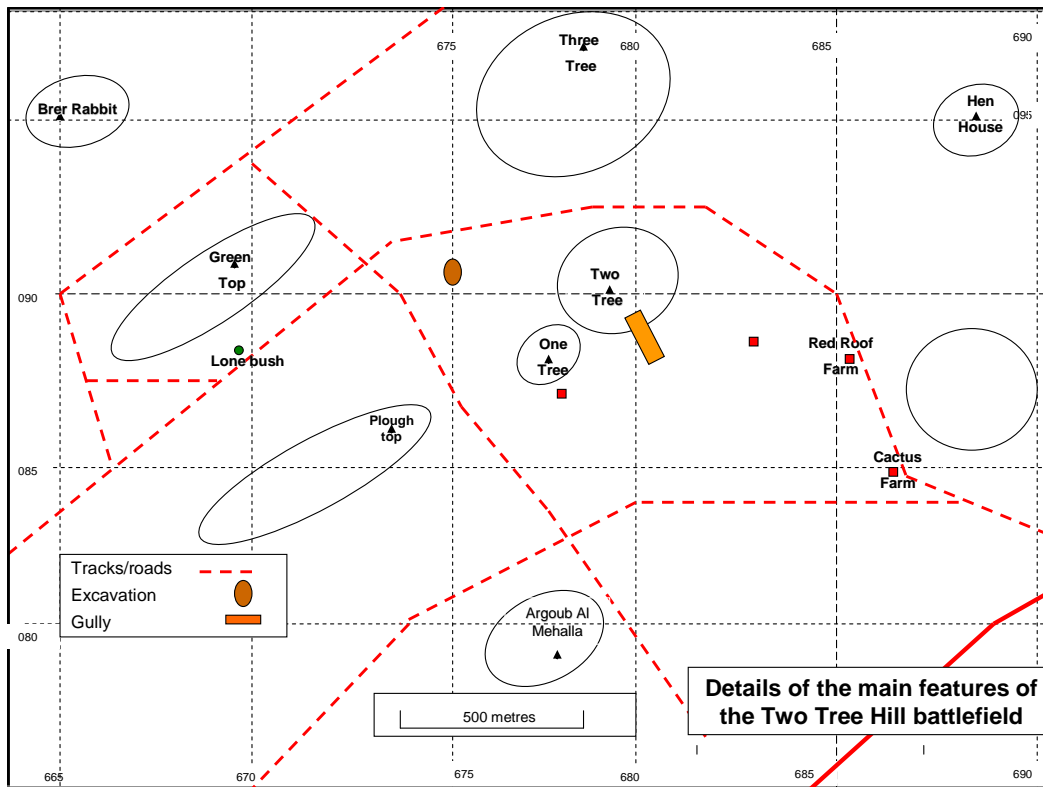 675
680
685
690
Three
Tree
Brer Rabbit
Hen
House
095
Green
Top
Two
Tree
090
Lone bush
One
Tree
Red Roof
Farm
Plough
top
085
Cactus
Farm
Tracks/roads
Excavation
Gully
080
Argoub Al
Mehalla
500 metres
Details of the main features of
the Two Tree Hill battlefield
665
670
675
680
685
690